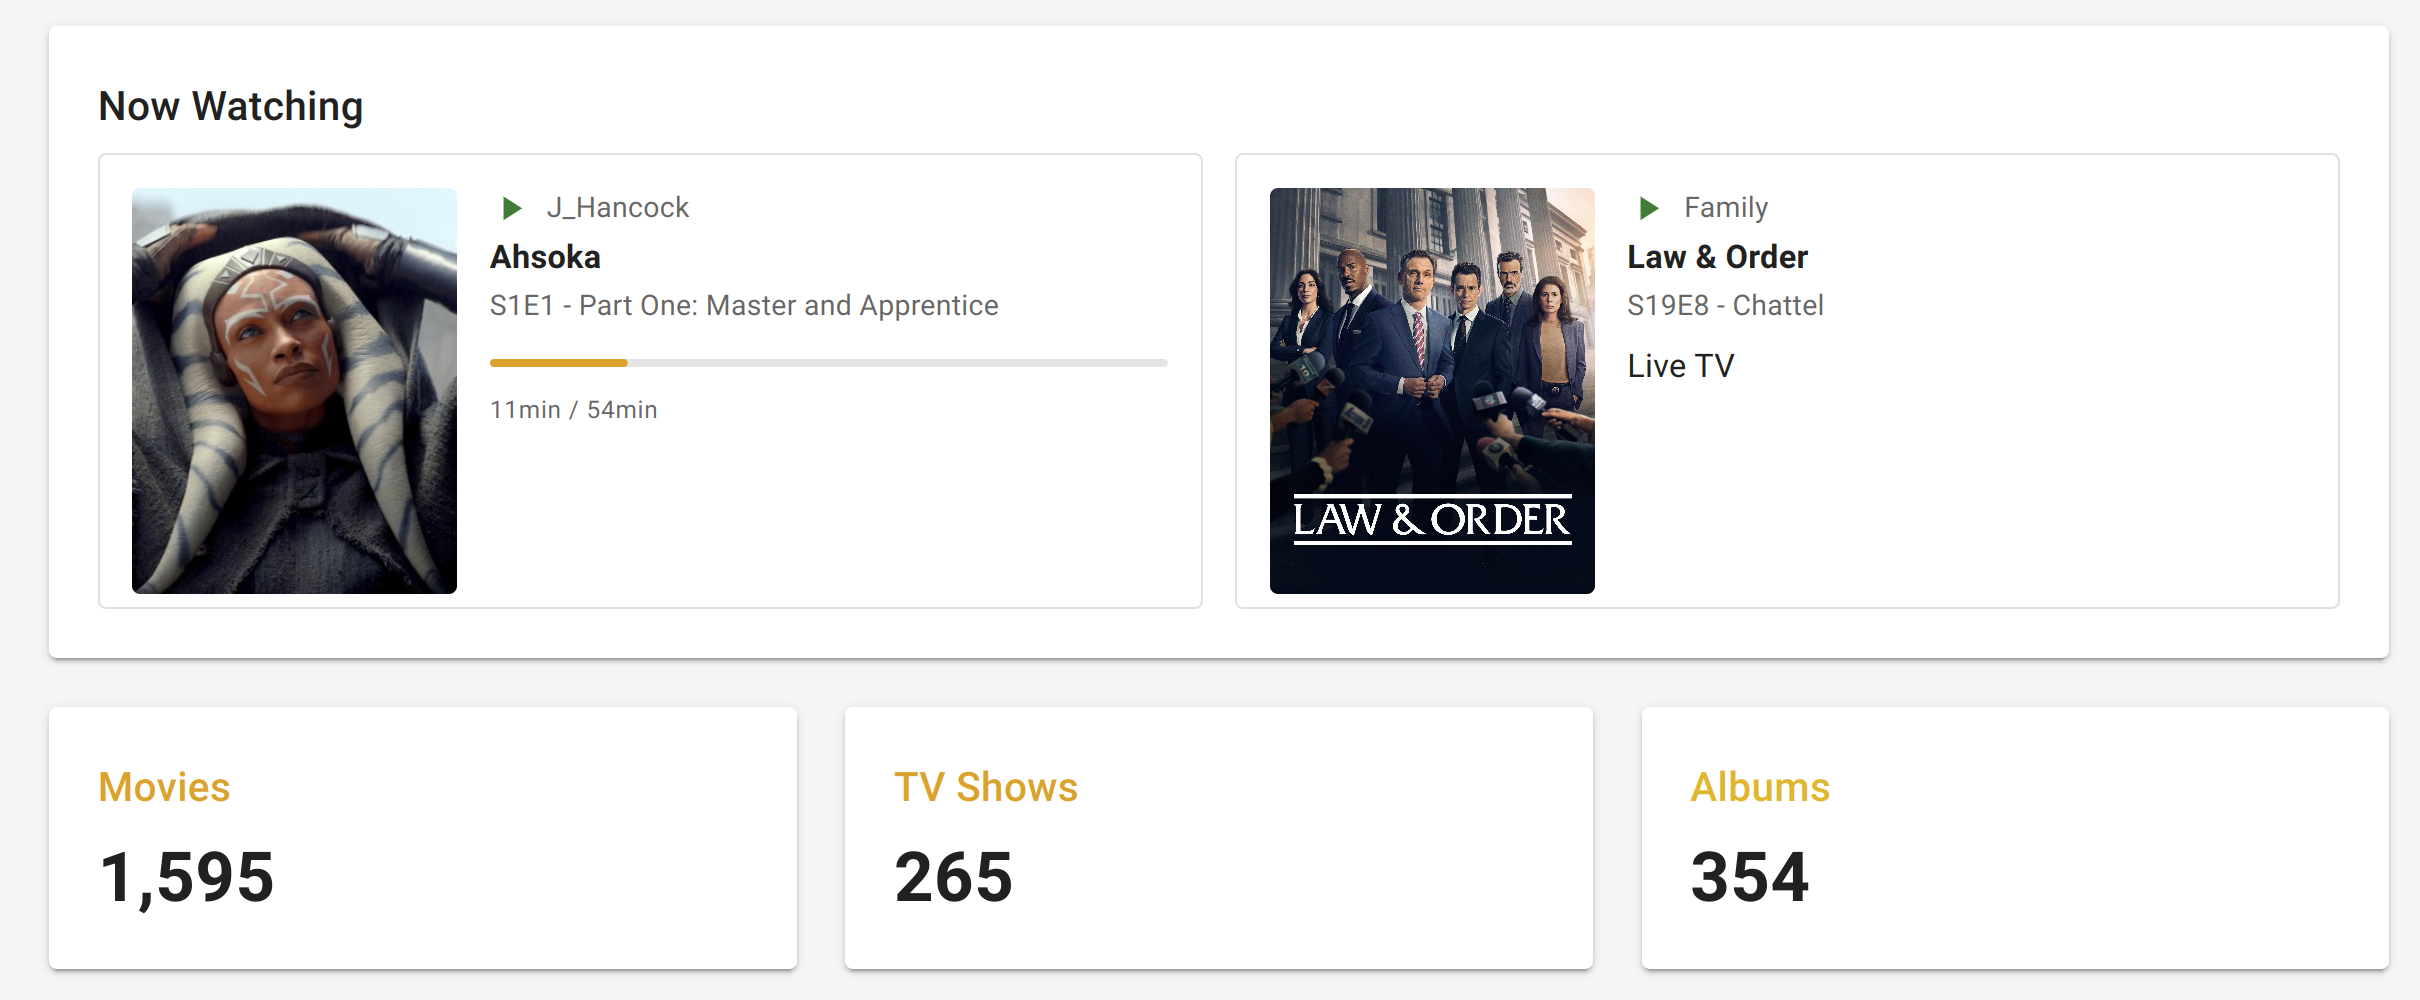 Now Watching
J_Hancock
Ahsoka
S1E1 - Part One: Master and Apprentice
11min / 54min
Family
Law & Order
S19E8 - Chattel
Live TV
LAW & ORDER
Movies
1,595
TV Shows
265
Albums
354